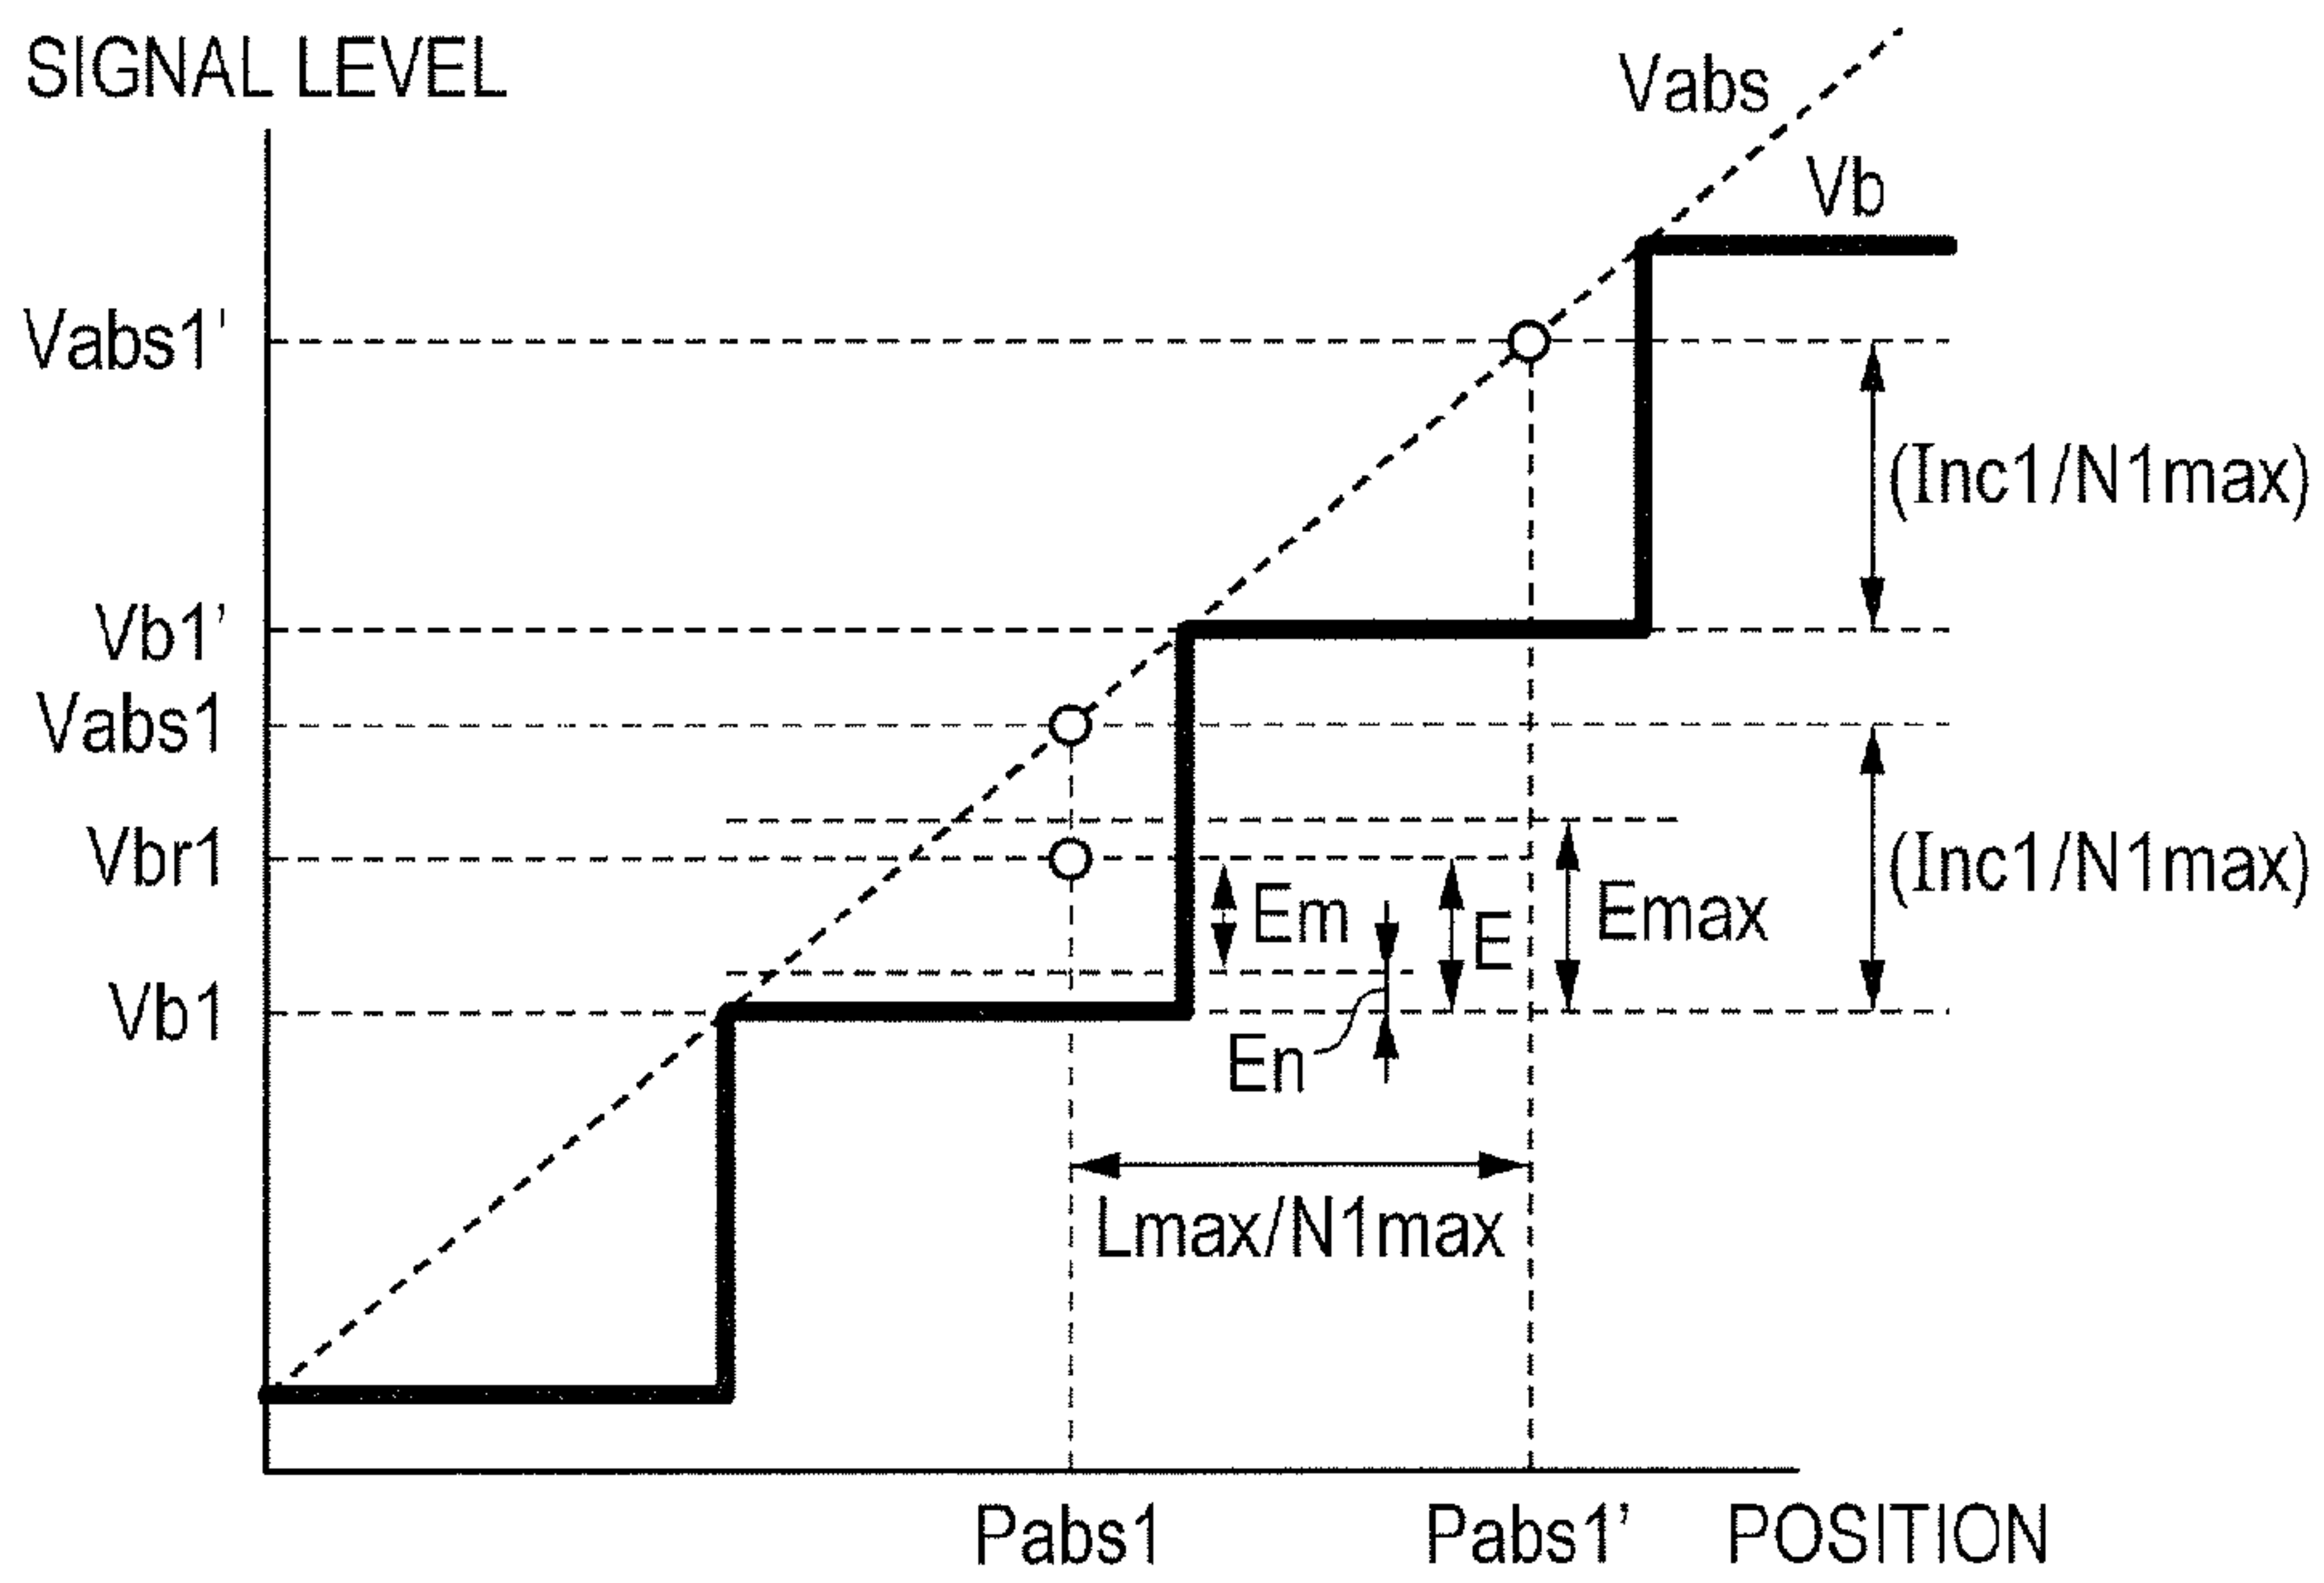 SIGNAL LEVEL
Vabs
Vb
Vabs1'
(Inc1/N1max)
Vb1’
Vabs1
Vbr1
(Inc1/N1max)
Em
E
Emax
Vb1
En
Lmax/N1max
Pabs1
Pabs1’
POSITION